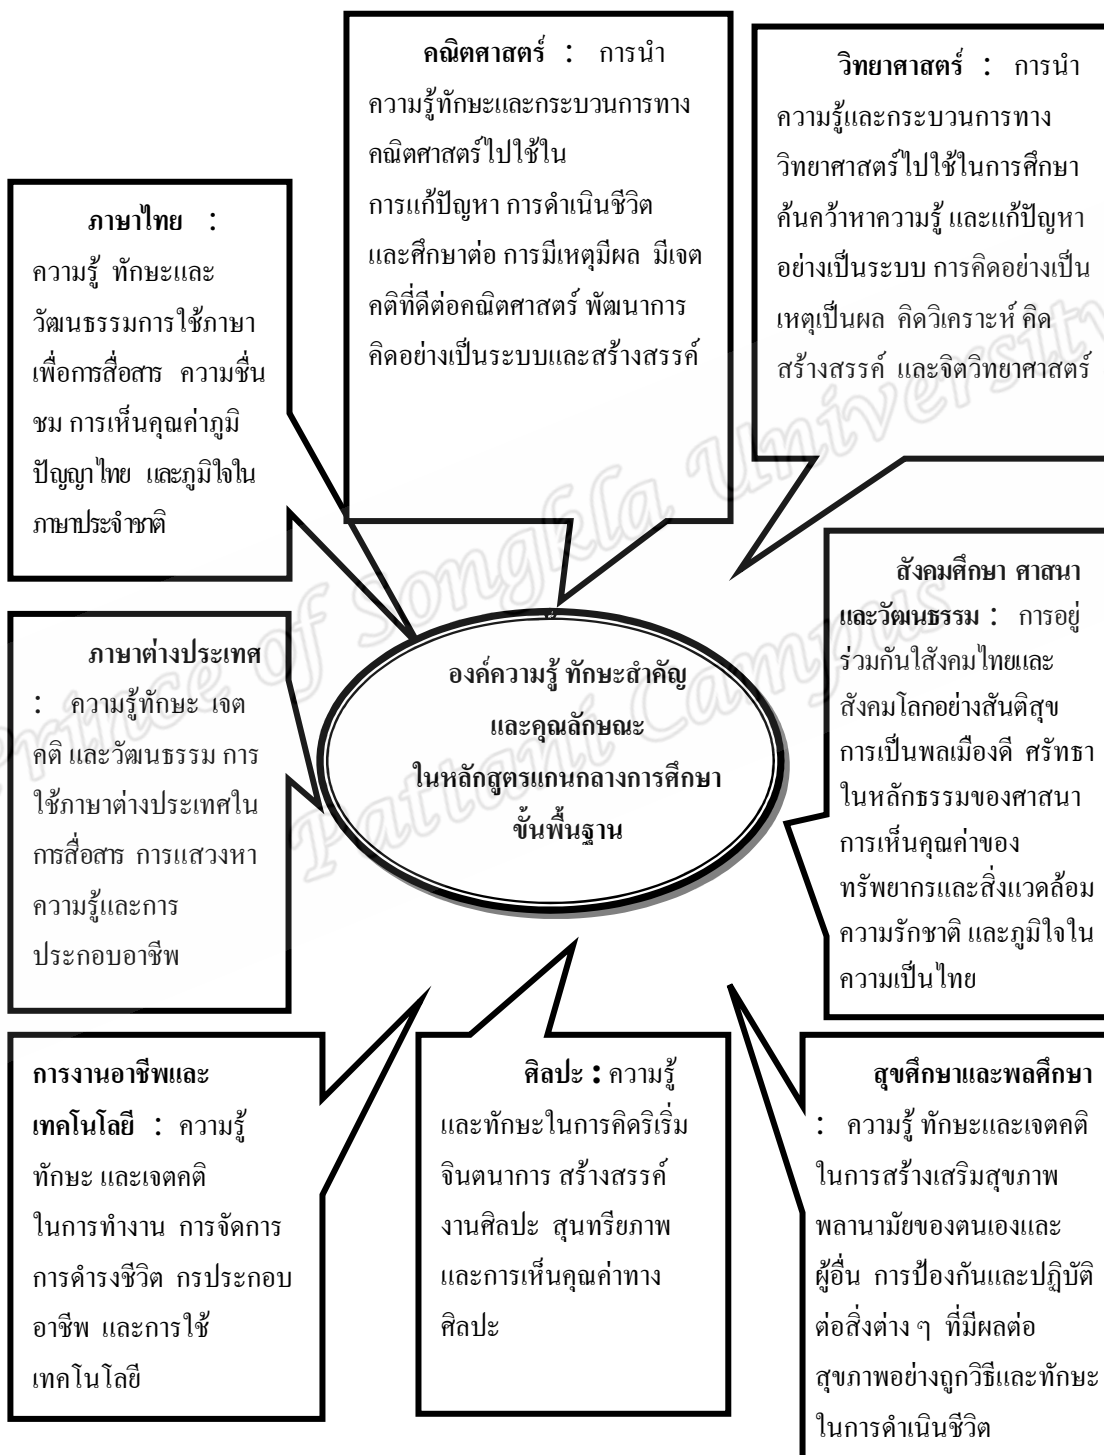 คณิตศาสตร์ : การนำ
ความรู้ทักษะและกระบวนการทาง
คณิตศาสตร์ไปใช้ใน
การแก้ปัญหา การดำเนินชีวิต
และศึกษาต่อ การมีเหตุมีผล มีเจต
คติที่ดีต่อคณิตศาสตร์ พัฒนาการ
คิดอย่างเป็นระบบและสร้างสรรค์
วิทยาศาสตร์ : การนำ
ความรู้และกระบวนการทาง
วิทยาศาสตร์ไปใช้ในการศึกษา
ค้นคว้าหาความรู้ และแก้ปัญหา
อย่างเป็นระบบ การคิดอย่างเป็น
เหตุเป็นผล คิดวิเคราะห์ คิด
สร้างสรรค์ และจิตวิทยาศาสตร์
ภาษาไทย :
ความรู้ ทักษะและ
วัฒนธรรมการใช้ภาษา
เพื่อการสื่อสาร ความชื่น
ชม การเห็นคุณค่าภูมิ
ปัญญาไทย และภูมิใจใน
ภาษาประจำชาติ
สังคมศึกษา ศาสนา
และวัฒนธรรม : การอยู่
ร่วมกันใสังคมไทยและ
สังคมโลกอย่างสันติสุข
การเป็นพลเมืองดี ศรัทธา
ในหลักธรรมของศาสนา
การเห็นคุณค่าของ
ทรัพยากรและสิ่งแวดล้อม
ความรักชาติ และภูมิใจใน
ความเป็นไทย
ภาษาต่างประเทศ
: ความรู้ทักษะ เจต
คติ และวัฒนธรรม การ
ใช้ภาษาต่างประเทศใน
การสื่อสาร การแสวงหา
ความรู้และการ
ประกอบอาชีพ
องค์ความรู้ ทักษะสำคัญ
และคุณลักษณะ
ในหลักสูตรแกนกลางการศึกษา
ขั้นพื้นฐาน
การงานอาชีพและ
เทคโนโลยี : ความรู้
ทักษะ และเจตคติ
ในการทำงาน การจัดการ
การดำรงชีวิต กรประกอบ
อาชีพ และการใช้
เทคโนโลยี
ศิลปะ : ความรู้
และทักษะในการคิดริเริ่ม
จินตนาการ สร้างสรรค์
งานศิลปะ สุนทรียภาพ
และการเห็นคุณค่าทาง
ศิลปะ
สุขศึกษาและพลศึกษา
: ความรู้ ทักษะและเจตคติ
ในการสร้างเสริมสุขภาพ
พลานามัยของตนเองและ
ผู้อื่น การป้องกันและปฏิบัติ
ต่อสิ่งต่าง ๆ ที่มีผลต่อ
สุขภาพอย่างถูกวิธีและทักษะ
ในการดำเนินชีวิต
Prince of Songkla University
Pattani Campus